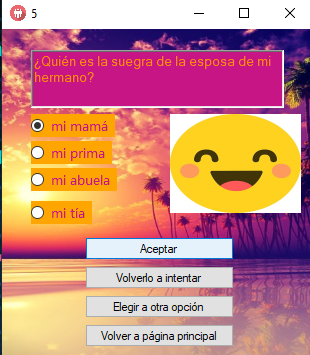 5
¿Quién es la suegra de la esposa de mi
hermano?
mi mamá
mi prima
mi abuela
mi tía
Aceptar
Volverlo a intentar
Elegir a otra opción
Volver a página principal